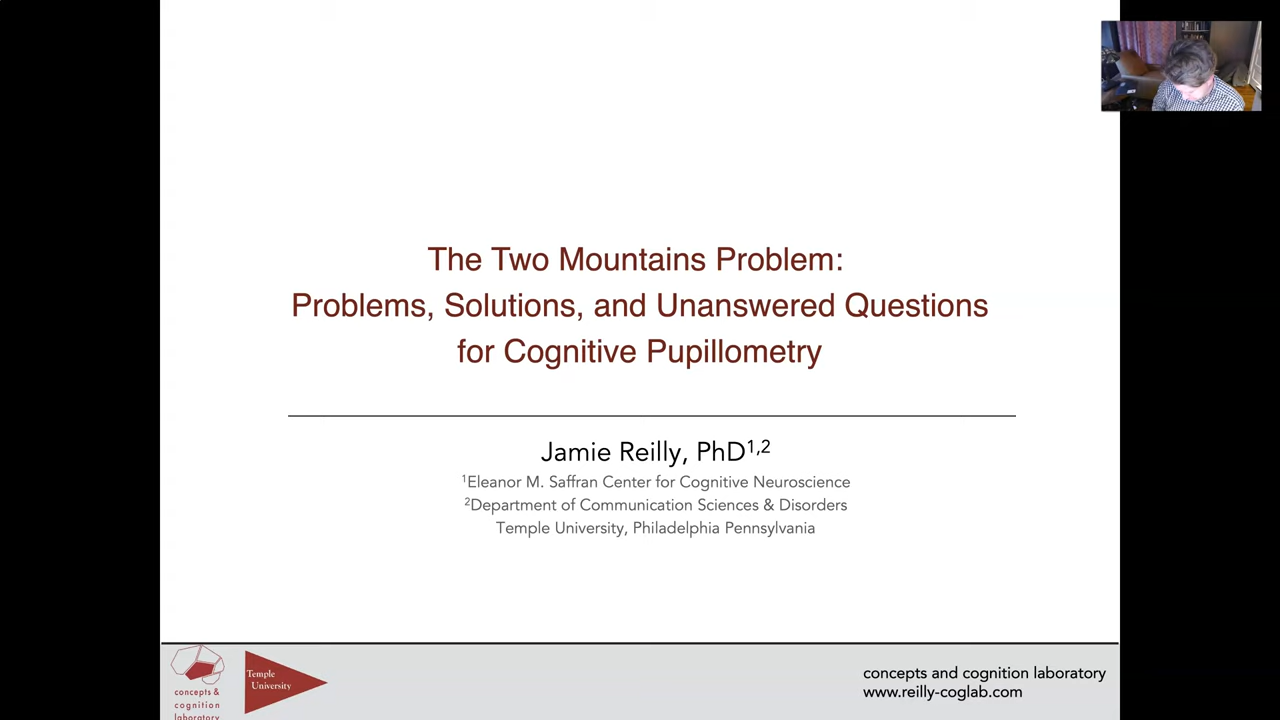 The Two Mountains Problem:
Problems, Solutions, and Unanswered Questions
for Cognitive Pupillometry
Jamie Reilly, PhD1,2
1Eleanor M. Saffran Center for Cognitive Neuroscience
2Department of Communication Sciences & Disorders
Temple University, Philadelphia Pennsylvania
concepts &
cognition
laboratory
Temple
University
concepts and cognition laboratory
www.reilly-coglab.com